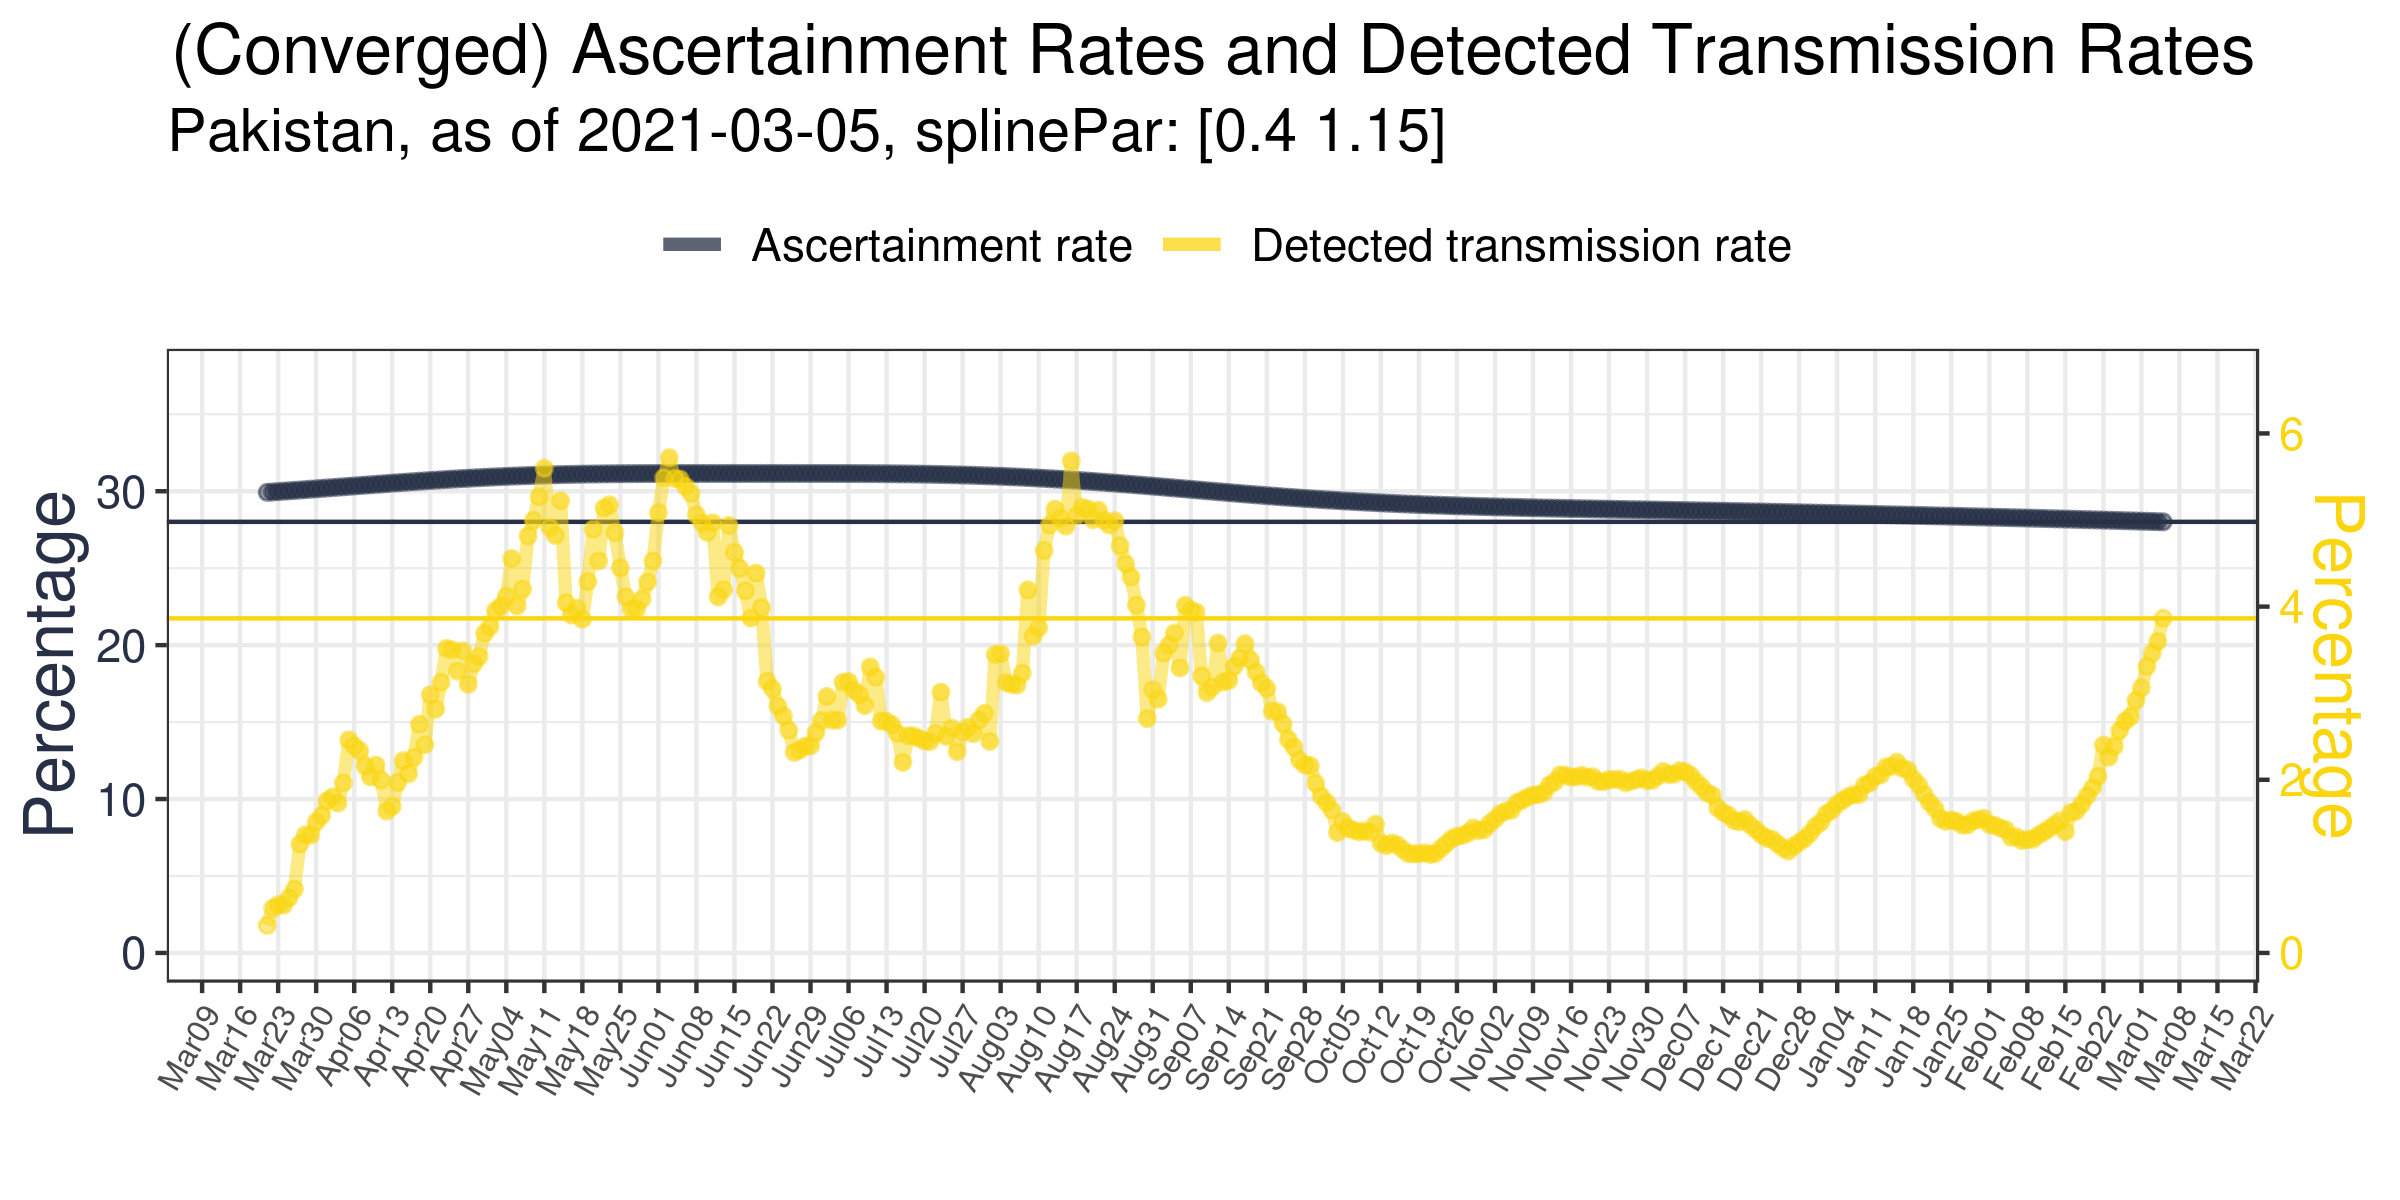 (Converged) Ascertainment Rates and Detected Transmission Rates
Pakistan, as of 2021-03-05, splinePar: [0.4 1.15]
Ascertainment rate
Detected transmission rate
Percentage
30
20
10
0
6
4
2
0
Percentage
Mar09
Mar16
Mar23
Mar30
Apr06
Apr13
Apr20
Apr27
May04
May11
May18
May25
Jun01
Jun08
Jun15
Jun22
Jun29
Jul06
Jul13
Jul20
Jul27
Aug03
Aug10
Aug17
Aug24
Aug31
Sep07
Sep14
Sep21
Sep28
Oct05
Oct12
Oct19
Oct26
Nov02
Nov09
Nov16
Nov23
Nov30
Dec07
Dec14
Dec21
Dec28
Jan04
Jan11
Jan18
Jan25
Feb01
Feb08
Feb15
Feb22
Mar01
Mar08
Mar15
Mar22